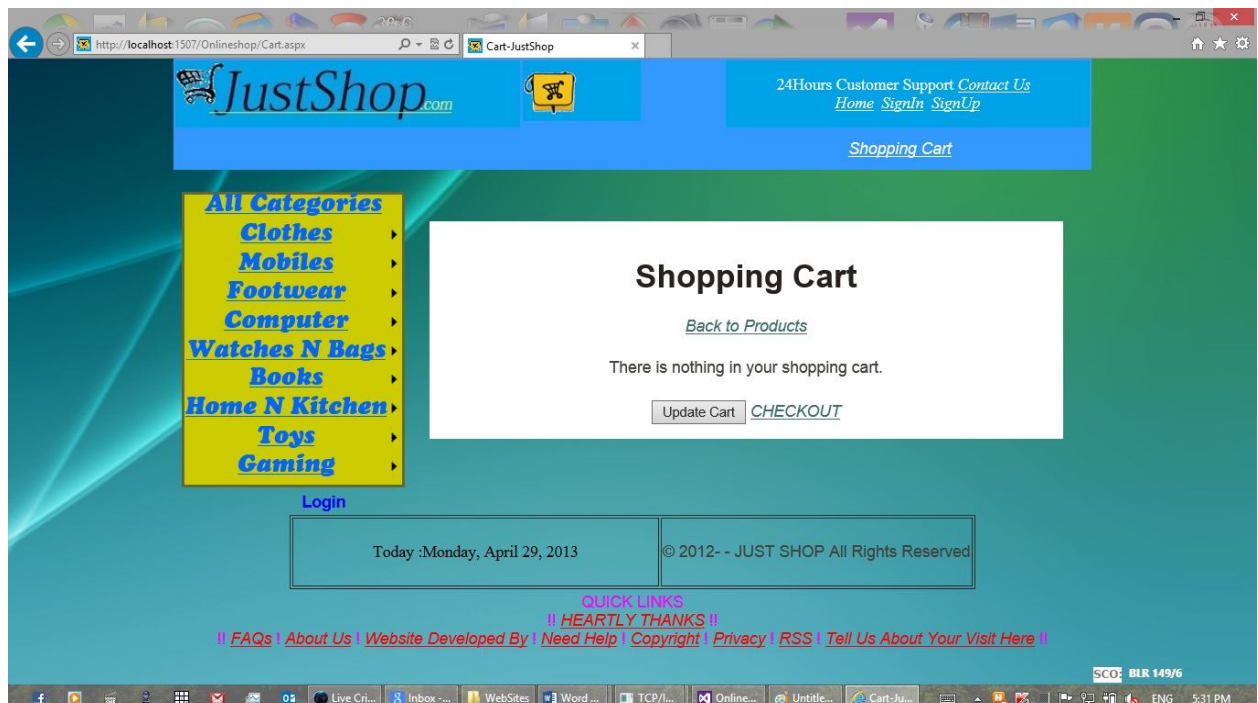 http://localhost:1507/Onlineshop/Cart.aspx
Cart-JustShop
JustShop.com
24Hours Customer Support Contact Us
Home SignIn SignUp
Shopping Cart
All Categories
Clothes
Mobiles
Footwear
Computer
Watches N Bags
Books
Home N Kitchen
Toys
Gaming
Shopping Cart
Back to Products
There is nothing in your shopping cart.
Update Cart CHECKOUT
Login
Today :Monday, April 29, 2013
© 2012- - JUST SHOP All Rights Reserved
QUICK LINKS
!! HEARTLY THANKS !!
!! FAQs ! About Us ! Website Developed By ! Need Help ! Copyright ! Privacy ! RSS ! Tell Us About Your Visit Here !!
SCO: BLR 149/6
Live Cri... Inbox -... WebSites Word ... TCP/I... Online... Untitle... Cart-Ju... ENG 5:31 PM